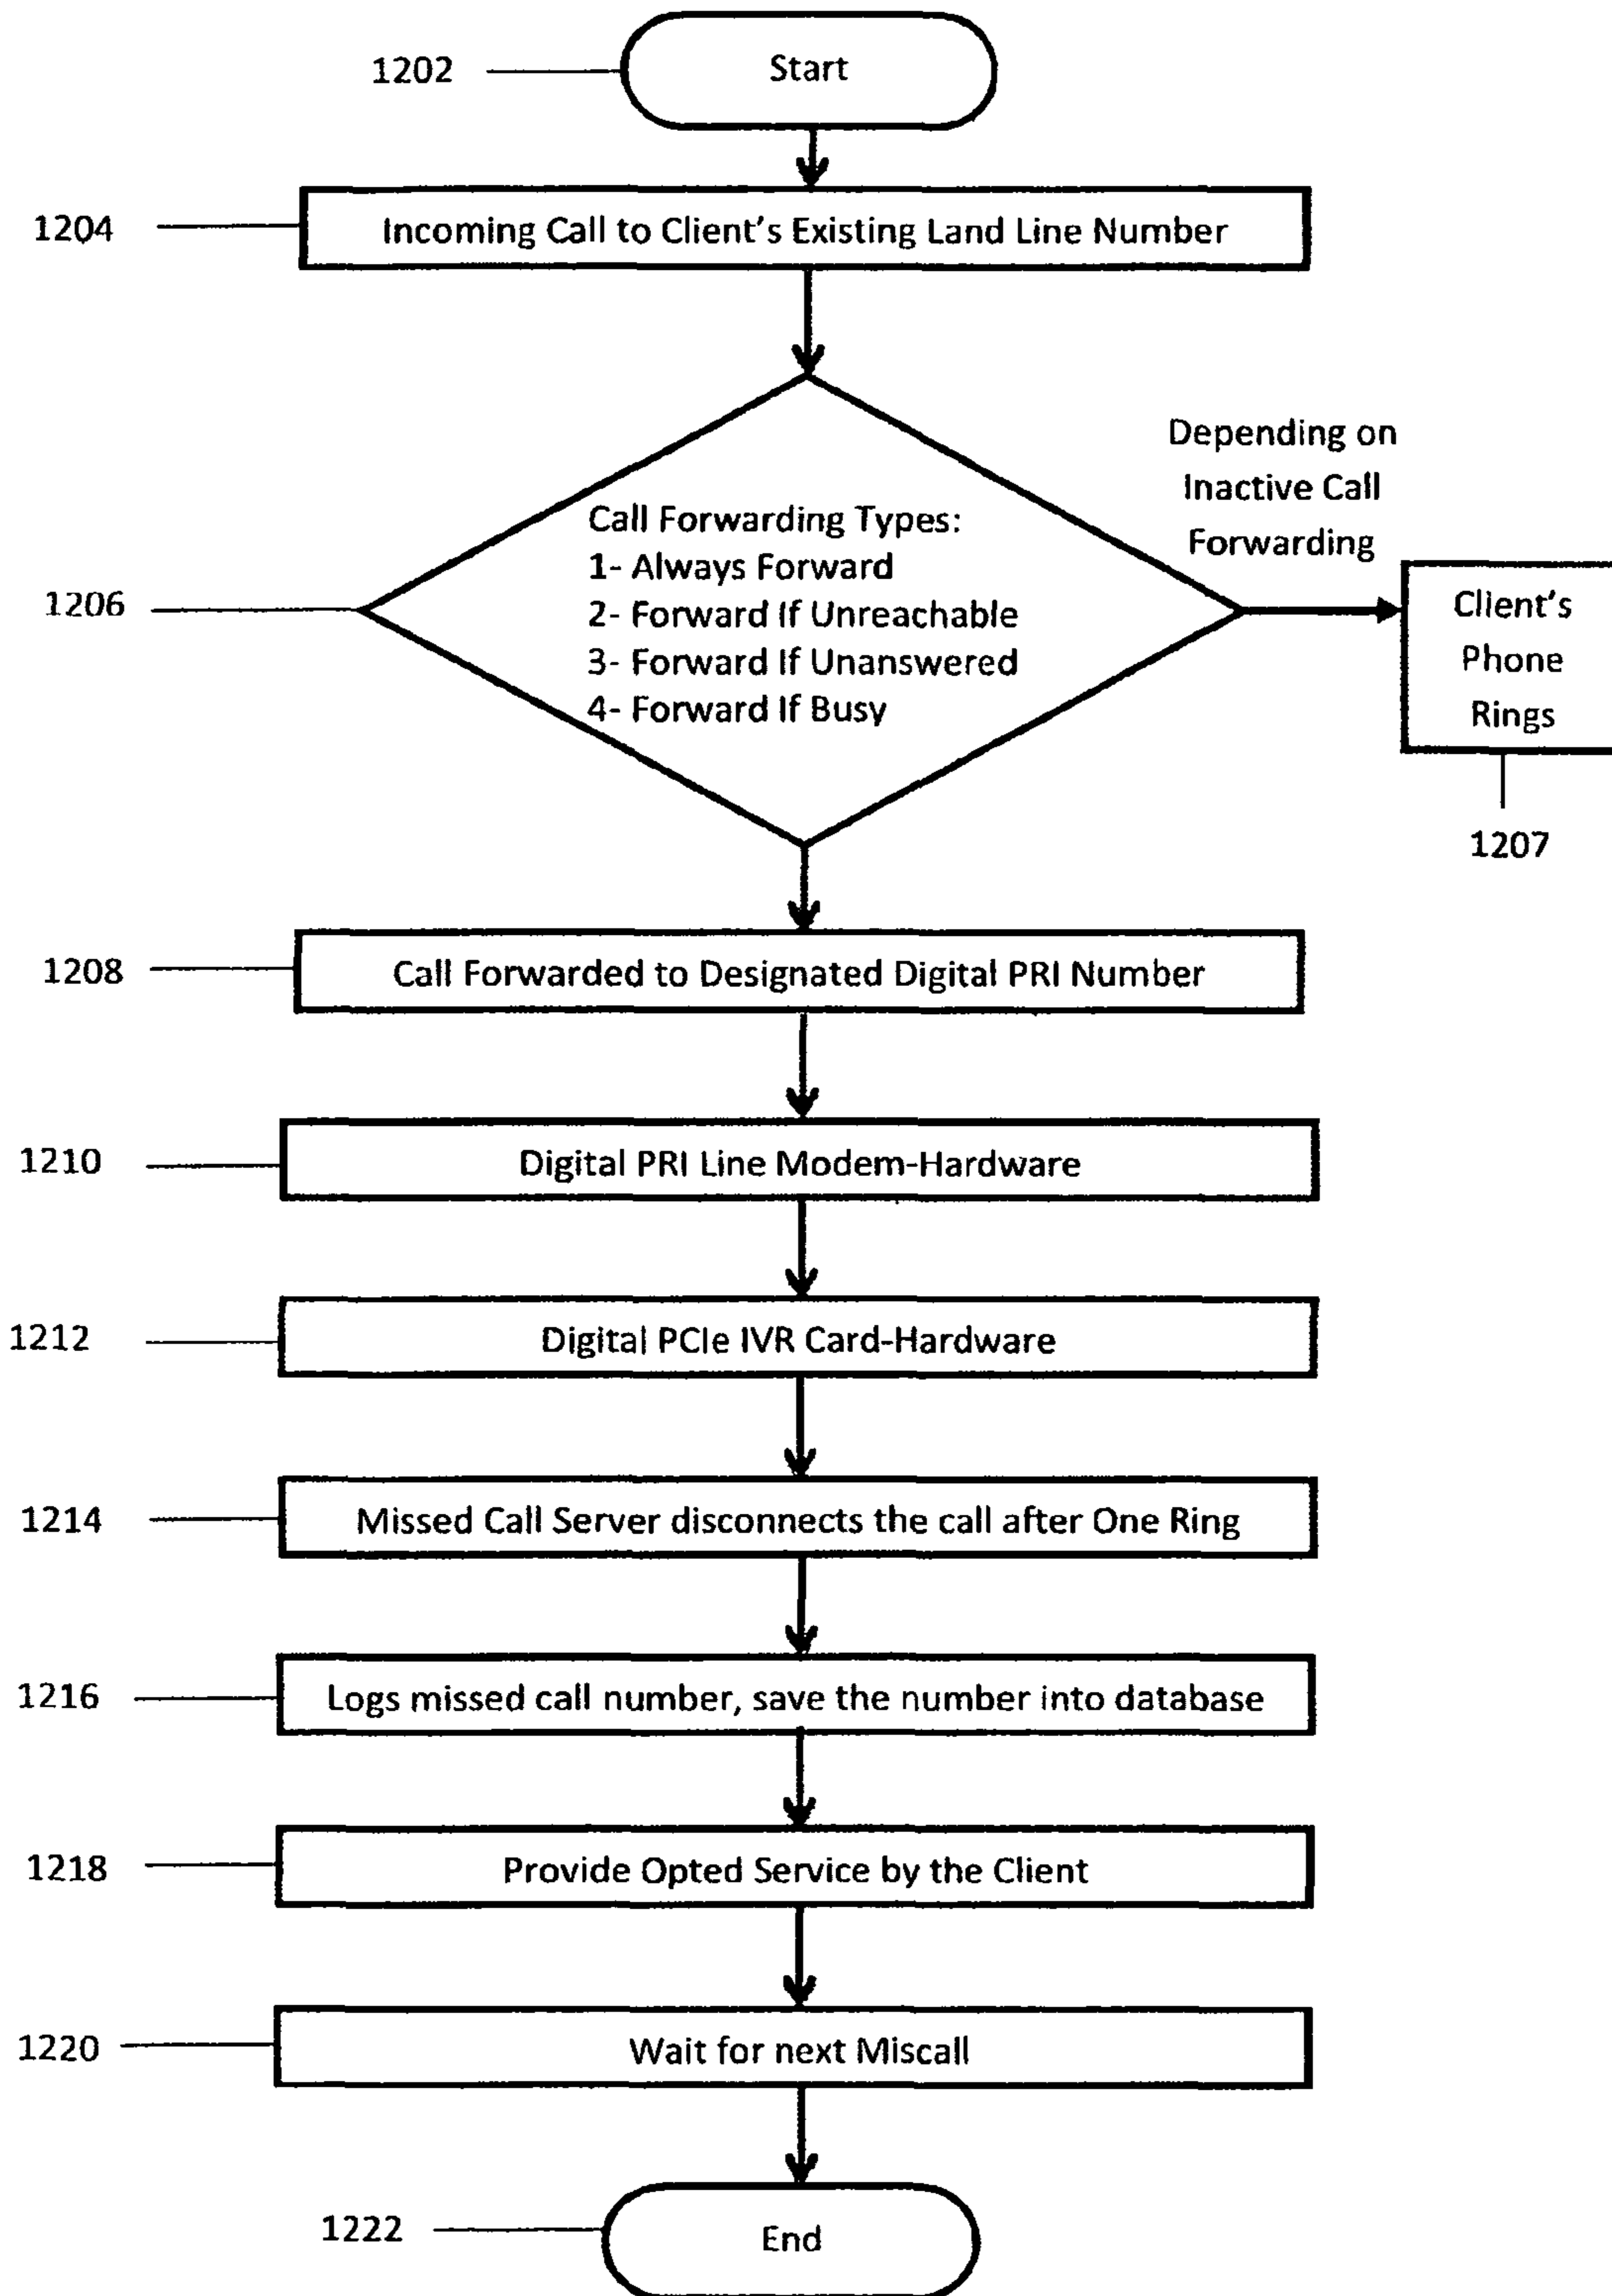 1202
Start
1204
Incoming Call to Client's Existing Land Line Number
Depending on
Inactive Call
Forwarding
1206
Call Forwarding Types:
1- Always Forward
2- Forward If Unreachable
3- Forward If Unanswered
4- Forward If Busy
Client's
Phone
Rings
1207
1208
Call Forwarded to Designated Digital PRI Number
1210
Digital PRI Line Modem-Hardware
1212
Digital PCIe IVR Card-Hardware
1214
Missed Call Server disconnects the call after One Ring
1216
Logs missed call number, save the number into database
1218
Provide Opted Service by the Client
1220
Wait for next Miscall
1222
End